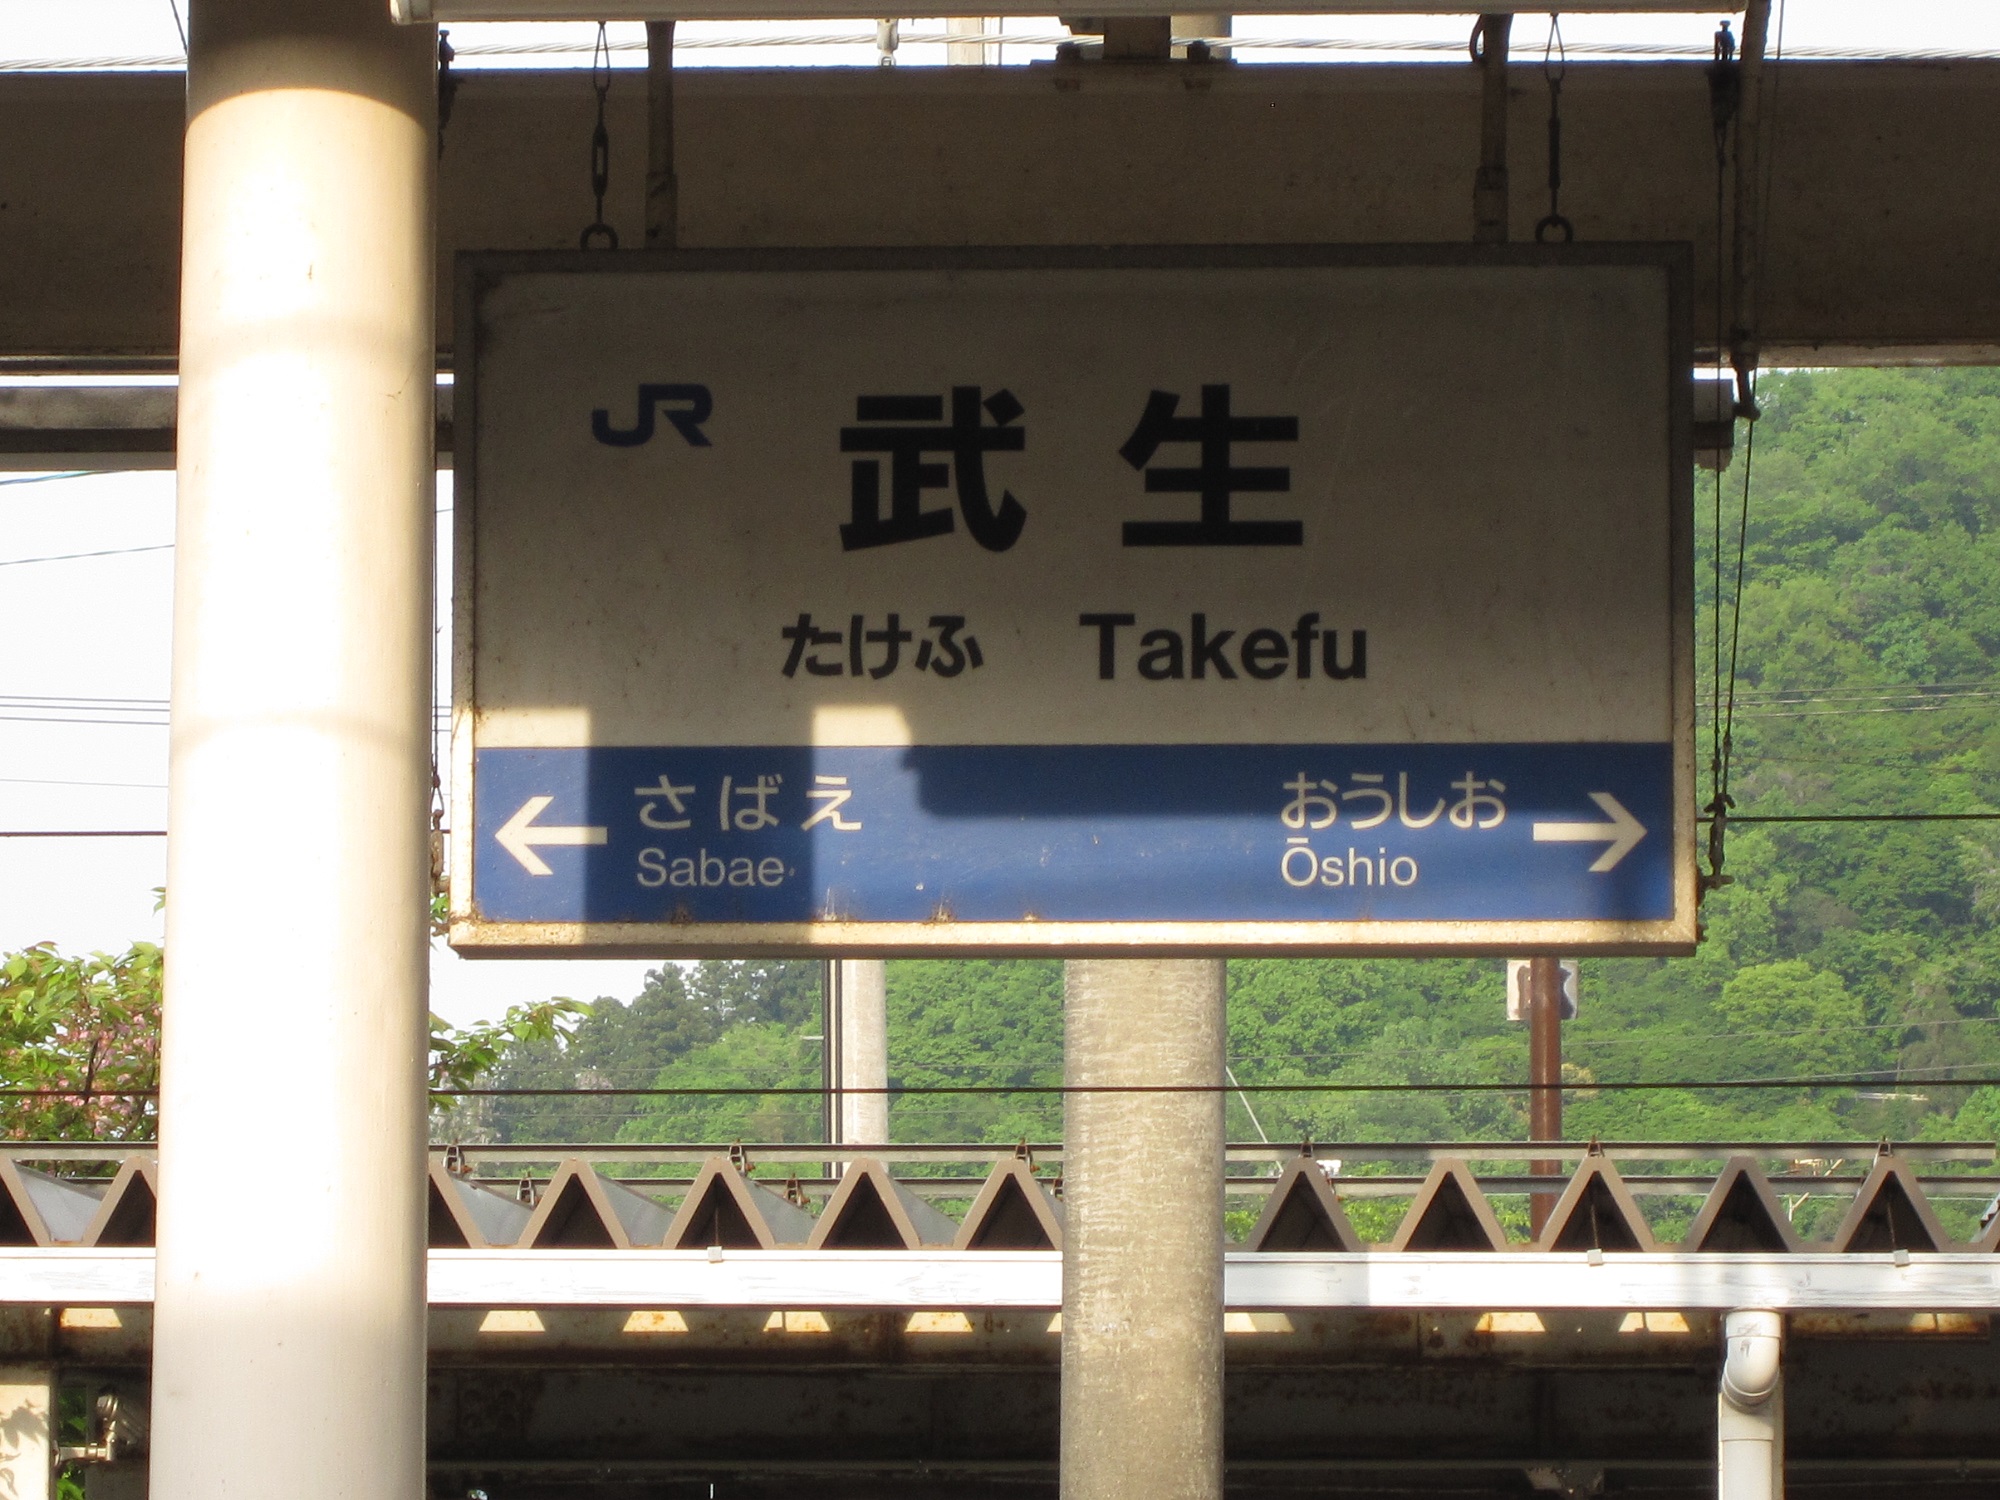 JR 武生
たけふ Takefu
← さばえ おうしお →
Sabae Ōshio